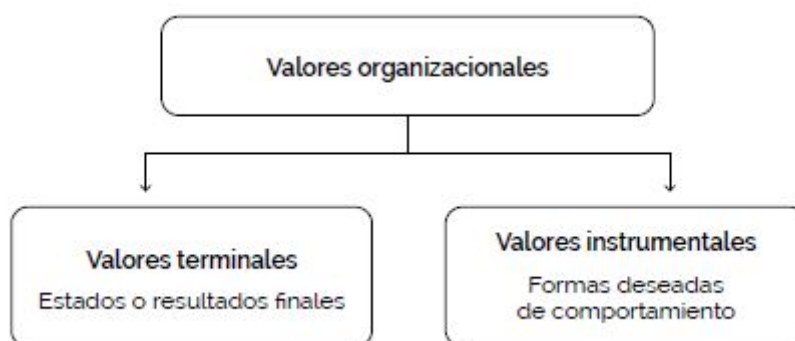 Valores organizacionales
Valores terminales
Estados o resultados finales
Valores instrumentales
Formas deseadas
de comportamiento